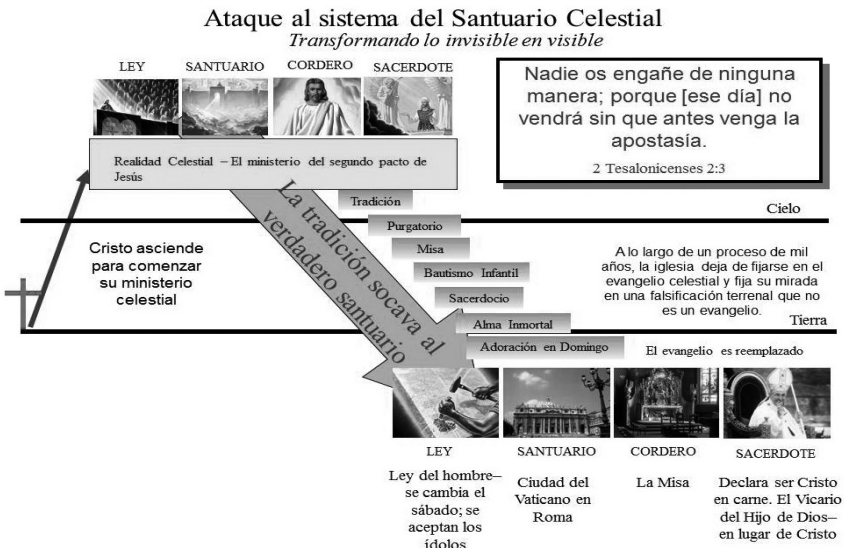 Ataque al sistema del Santuario Celestial
Transformando lo invisible en visible
LEY
SANTUARIO
CORDERO
SACERDOTE
Nadie os engañe de ninguna
manera; porque [ese día] no
vendrá sin que antes venga la
apostasía.
2 Tesalonicenses 2:3
Realidad Celestial – El ministerio del segundo pacto de
Jesús
La tradición socava al
verdadero santuario
Tradición
Cielo
Purgatorio
Cristo asciende
para comenzar
su ministerio
celestial
Misa
Bautismo Infantil
Sacerdocio
Alma Inmortal
A lo largo de un proceso de mil
años, la iglesia deja de fijarse en el
evangelio celestial y fija su mirada
en una falsificación terrenal que no
es un evangelio.
Tierra
Adoración en Domingo
El evangelio es reemplazado
LEY
SANTUARIO
CORDERO
SACERDOTE
Ley del hombre–
se cambia el
sábado; se
aceptan los
ídolos
Ciudad del
Vaticano en
Roma
La Misa
Declara ser Cristo
en carne. El Vicario
del Hijo de Dios–
en lugar de Cristo